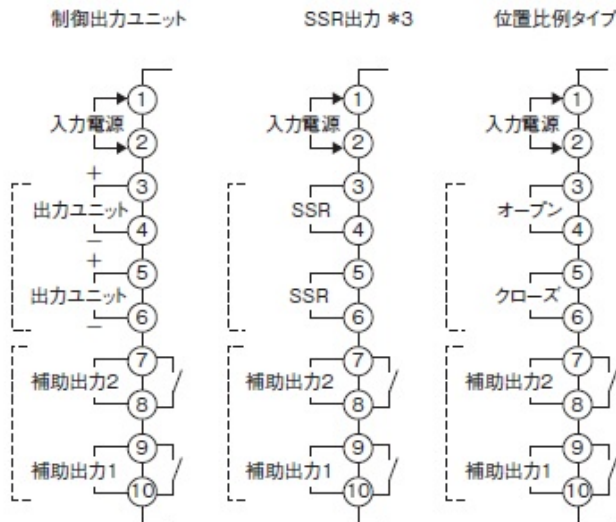 制御出力ユニット
①
入力電源
②
+
③
出力ユニット
④
−
+
⑤
出力ユニット
⑥
−
⑦
補助出力2
⑧
⑨
補助出力1
⑩
SSR出力 *3
①
入力電源
②
③
SSR
④
⑤
SSR
⑥
⑦
補助出力2
⑧
⑨
補助出力1
⑩
位置比例タイプ
①
入力電源
②
③
オープン
④
⑤
クローズ
⑥
⑦
補助出力2
⑧
⑨
補助出力1
⑩